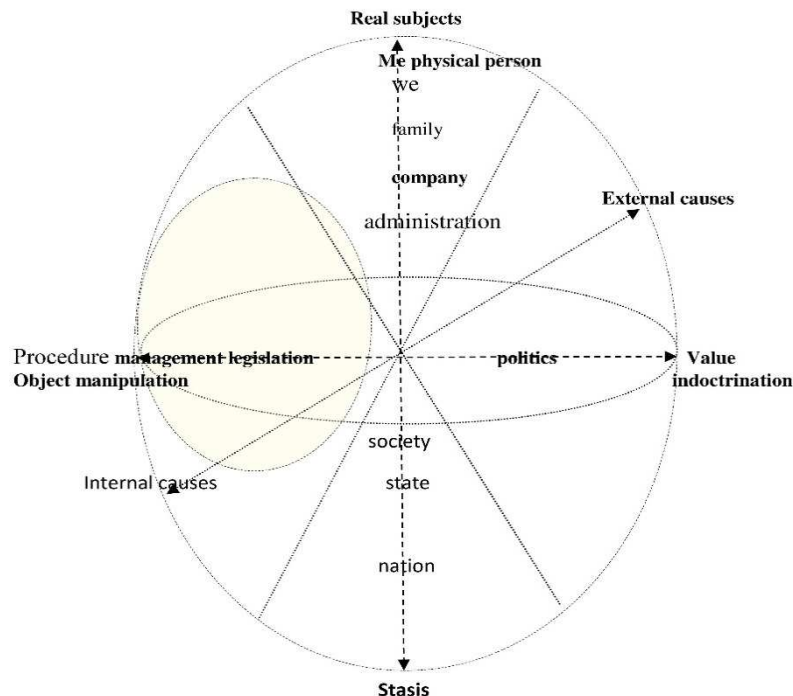 Real subjects
Me physical person
we
family
company
External causes
administration
Procedure management legislation
politics
Value
Object manipulation
indoctrination
society
Internal causes
state
nation
Stasis